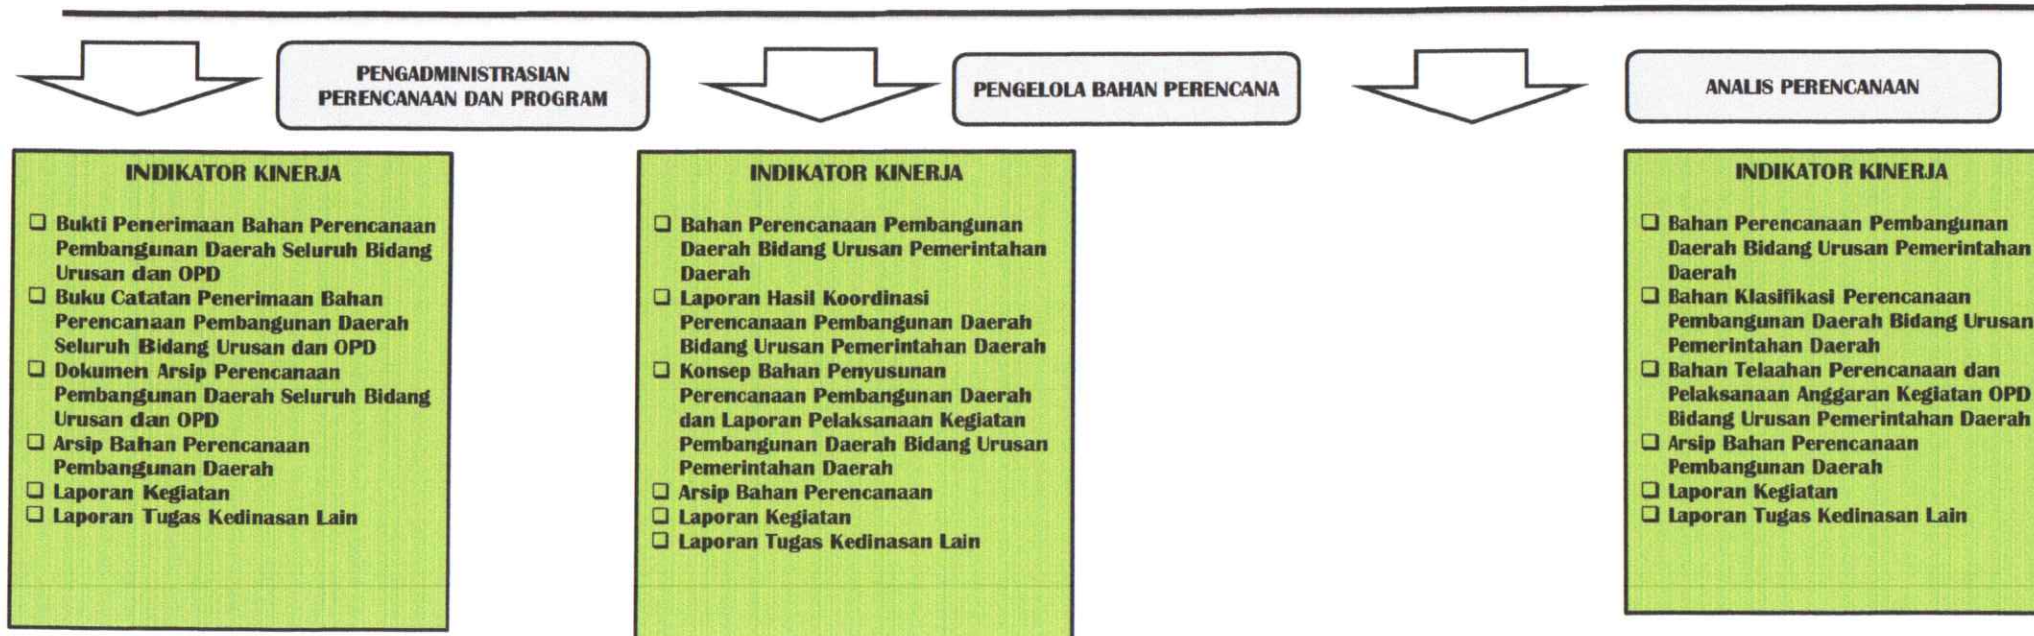 PENGADMINISTRASIAN
PERENCANAAN DAN PROGRAM
PENGELOLA BAHAN PERENCANA
ANALIS PERENCANAAN
INDIKATOR KINERJA
❑ Bukti Penerimaan Bahan Perencanaan
Pembangunan Daerah Seluruh Bidang
Urusan dan OPD
❑ Buku Catatan Penerimaan Bahan
Perencanaan Pembangunan Daerah
Seluruh Bidang Urusan dan OPD
❑ Dokumen Arsip Perencanaan
Pembangunan Daerah Seluruh Bidang
Urusan dan OPD
❑ Arsip Bahan Perencanaan
Pembangunan Daerah
❑ Laporan Kegiatan
❑ Laporan Tugas Kedinasan Lain
INDIKATOR KINERJA
❑ Bahan Perencanaan Pembangunan
Daerah Bidang Urusan Pemerintahan
Daerah
❑ Laporan Hasil Koordinasi
Perencanaan Pembangunan Daerah
Bidang Urusan Pemerintahan Daerah
❑ Konsep Bahan Penyusunan
Perencanaan Pembangunan Daerah
dan Laporan Pelaksanaan Kegiatan
Pembangunan Daerah Bidang Urusan
Pemerintahan Daerah
❑ Arsip Bahan Perencanaan
❑ Laporan Kegiatan
❑ Laporan Tugas Kedinasan Lain
INDIKATOR KINERJA
❑ Bahan Perencanaan Pembangunan
Daerah Bidang Urusan Pemerintahan
Daerah
❑ Bahan Klasifikasi Perencanaan
Pembangunan Daerah Bidang Urusan
Pemerintahan Daerah
❑ Bahan Telaahan Perencanaan dan
Pelaksanaan Anggaran Kegiatan OPD
Bidang Urusan Pemerintahan Daerah
❑ Arsip Bahan Perencanaan
Pembangunan Daerah
❑ Laporan Kegiatan
❑ Laporan Tugas Kedinasan Lain